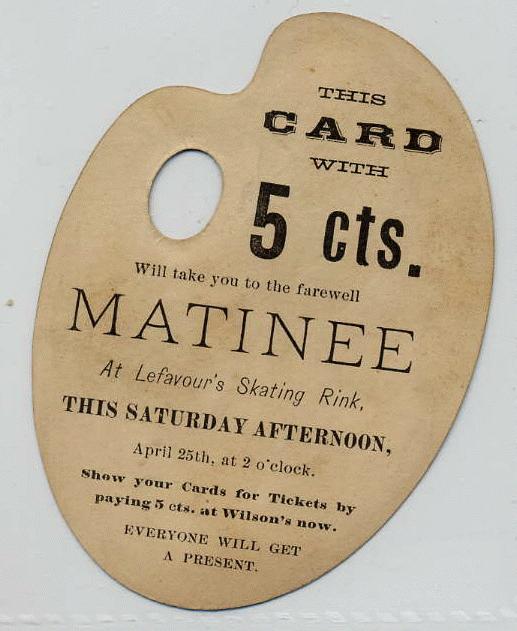 THIS
CARD
WITH
5 cts.
Will take you to the farewell
MATINEE
At Lefavour's Skating Rink,
THIS SATURDAY AFTERNOON,
April 25th, at 2 o'clock.
Show your Cards for Tickets by
paying 5 cts. at Wilson's now.
EVERYONE WILL GET
A PRESENT.